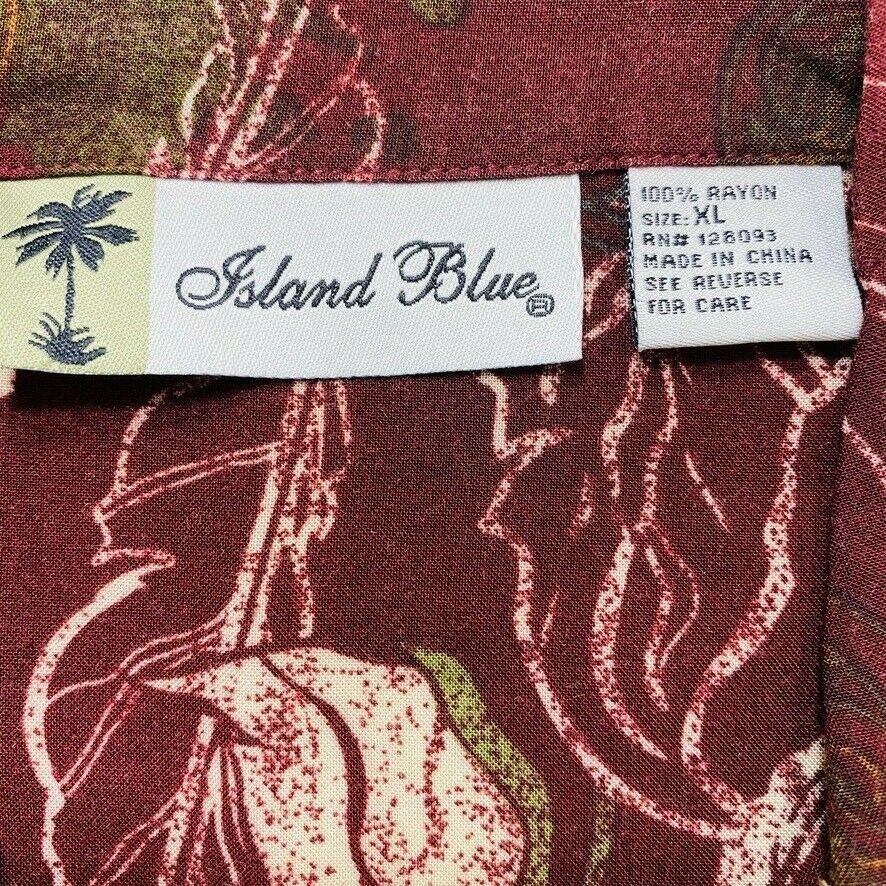 Island Blue®
100% RAYON
SIZE: XL
RN# 128093
MADE IN CHINA
SEE REVERSE
FOR CARE